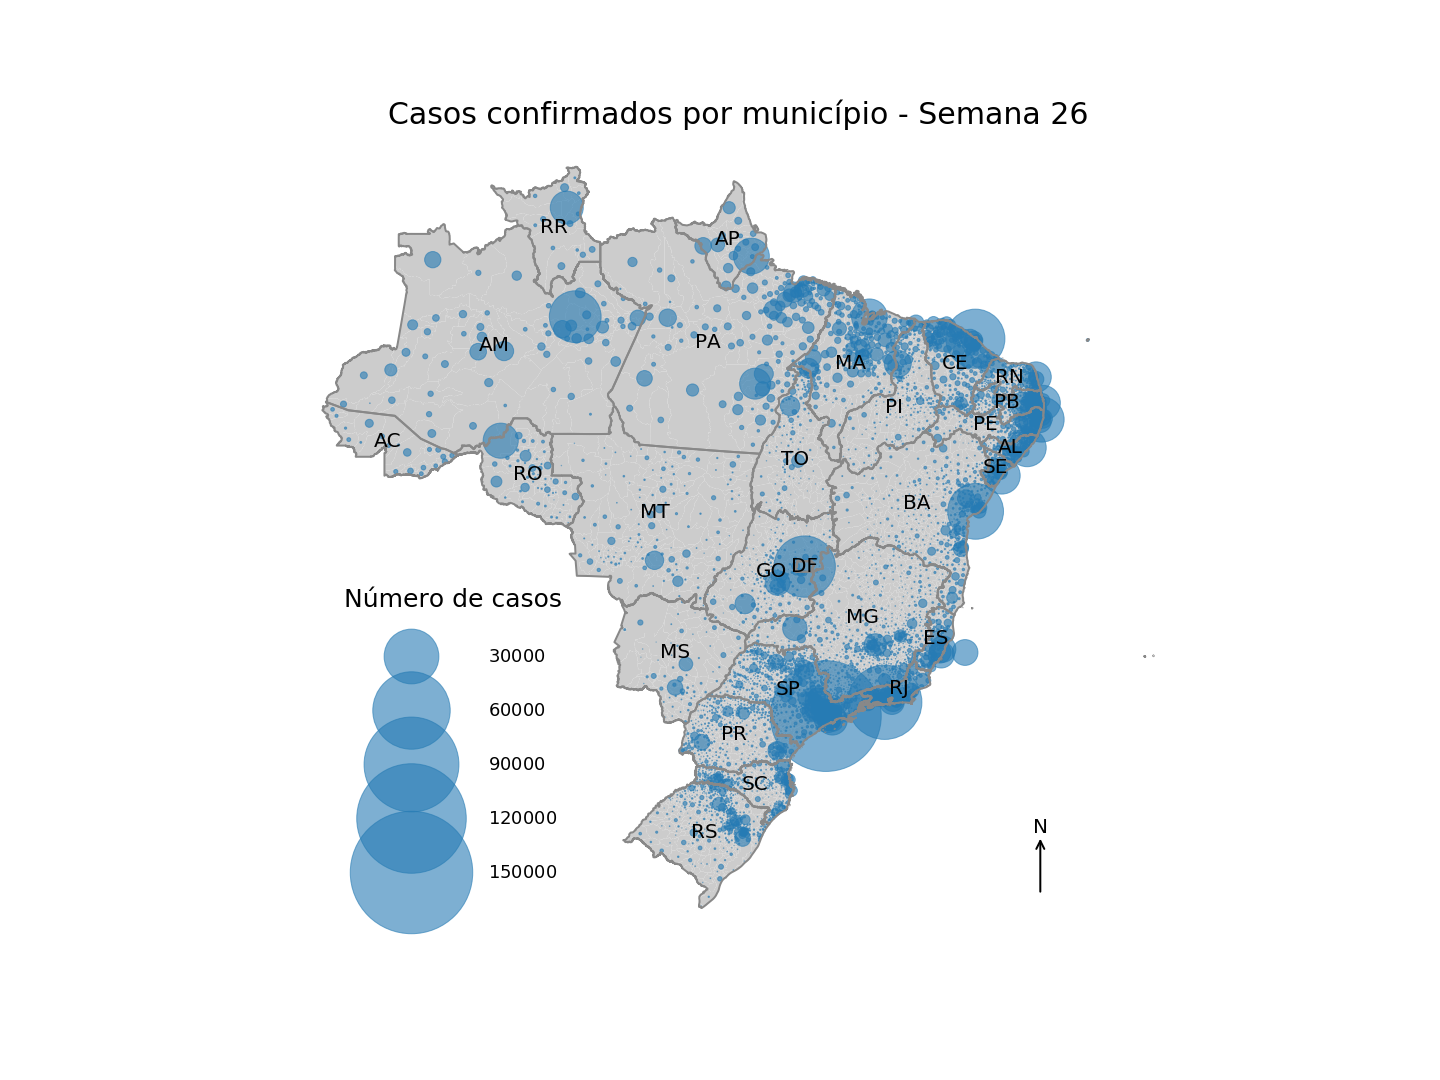 Casos confirmados por município - Semana 26
RR
AP
AM
PA
MA
CE
RN
PB
PI
PE
AC
AL
TO
SE
RO
BA
MT
GO
DF
Número de casos
MG
ES
MS
30000
SP
RJ
60000
PR
90000
SC
120000
N
RS
150000